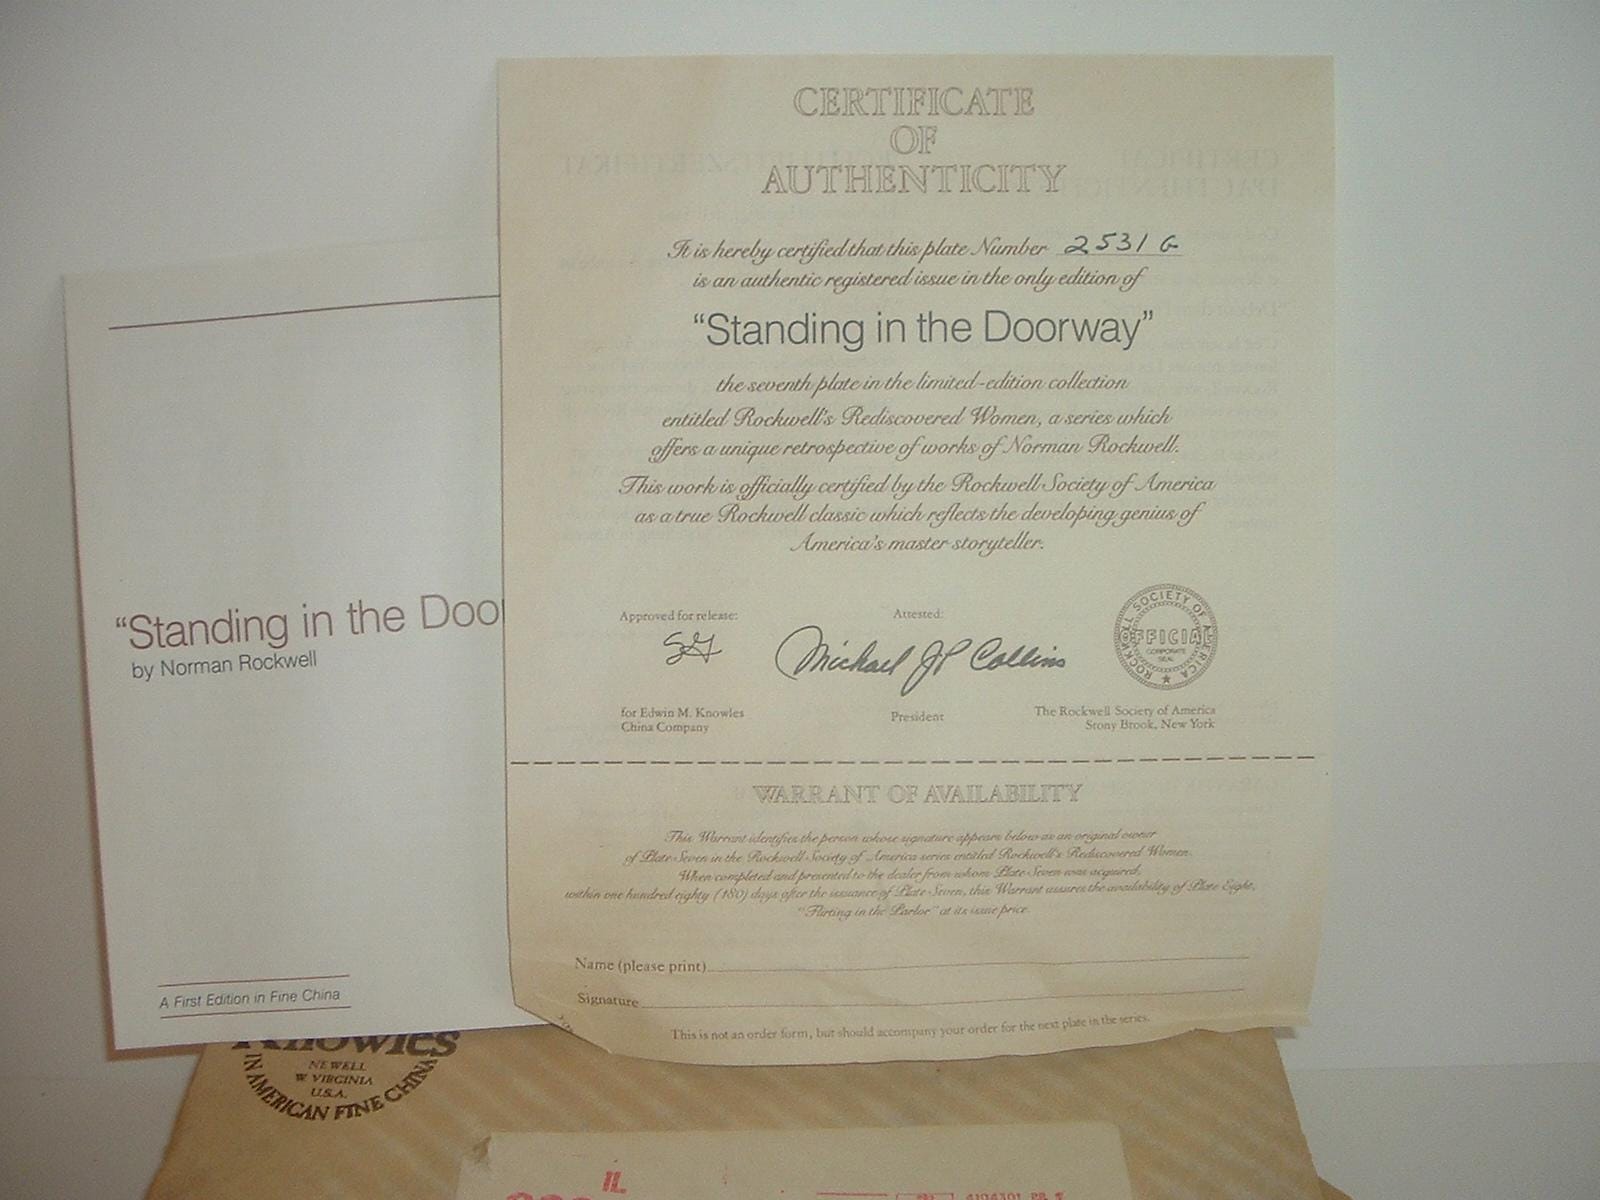 CERTIFICATE
OF
AUTHENTICITY
It is hereby certified that this plate Number 2531 G
is an authentic registered issue in the only edition of
“Standing in the Doorway”
the seventh plate in the limited-edition collection
entitled Rockwell's Rediscovered Women, a series which
offers a unique retrospective of works of Norman Rockwell.
This work is officially certified by the Rockwell Society of America
as a true Rockwell classic which reflects the developing genius of
America's master storyteller.
Approved for release:
Attested:
Michael JP Collins
for Edwin M. Knowles
China Company
President
ROCKWELL SOCIETY OF AMERICA
OFFICIAL
CORPORATE
SEAL
The Rockwell Society of America
Stony Brook, New York
WARRANT OF AVAILABILITY
This Warrant identifies the person whose signature appears below as an original owner
of Plate Seven in the Rockwell Society of America series entitled Rockwell's Rediscovered Women.
When completed and presented to the dealer from whom Plate Seven was acquired,
within one hundred eighty (180) days after the issuance of Plate Seven, this Warrant assures the availability of Plate Eight,
“Flirting in the Parlor” at its issue price.
Name (please print)
Signature
This is not an order form, but should accompany your order for the next plate in the series.
“Standing in the Doo
by Norman Rockwell
A First Edition in Fine China
Knowles
NEWELL
W. VIRGINIA
U.S.A.
IN AMERICAN FINE CHINA
IL